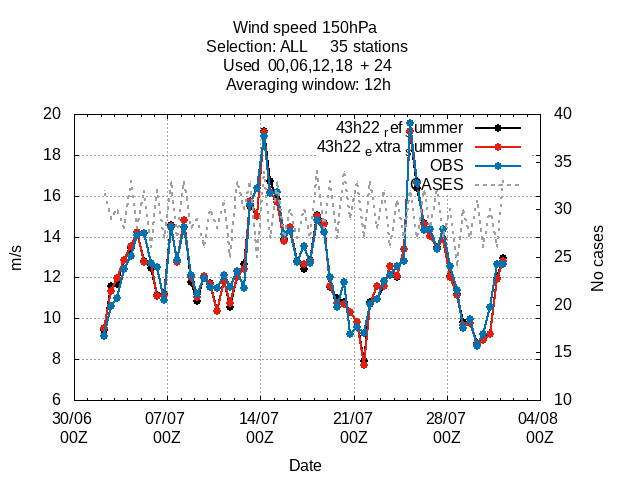 Wind speed 150hPa
Selection: ALL 35 stations
Used 00,06,12,18 + 24
Averaging window: 12h
20
18
16
14
12
10
8
6
m/s
40
35
30
25
20
15
10
No cases
43h22 ref summer
43h22 extra summer
OBS
CASES
30/06 07/07 14/07 21/07 28/07 04/08
00Z 00Z 00Z 00Z 00Z 00Z
Date